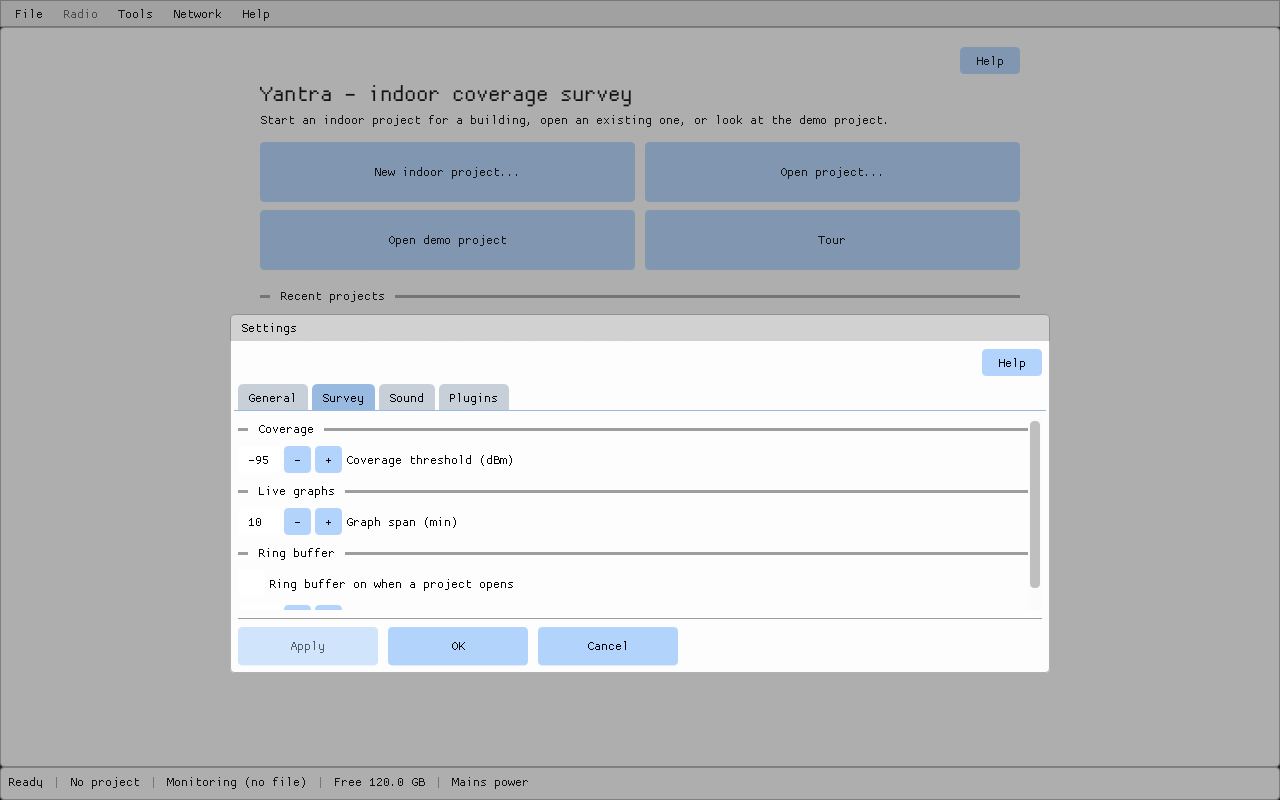 File Radio Tools Network Help
Help
Yantra - indoor coverage survey
Start an indoor project for a building, open an existing one, or look at the demo project.
New indoor project... Open project...
Open demo project Tour
Recent projects
Settings
Help
General Survey Sound Plugins
Coverage
-95 - + Coverage threshold (dBm)
Live graphs
10 - + Graph span (min)
Ring buffer
Ring buffer on when a project opens
Apply OK Cancel
Ready | No project | Monitoring (no file) | Free 120.0 GB | Mains power